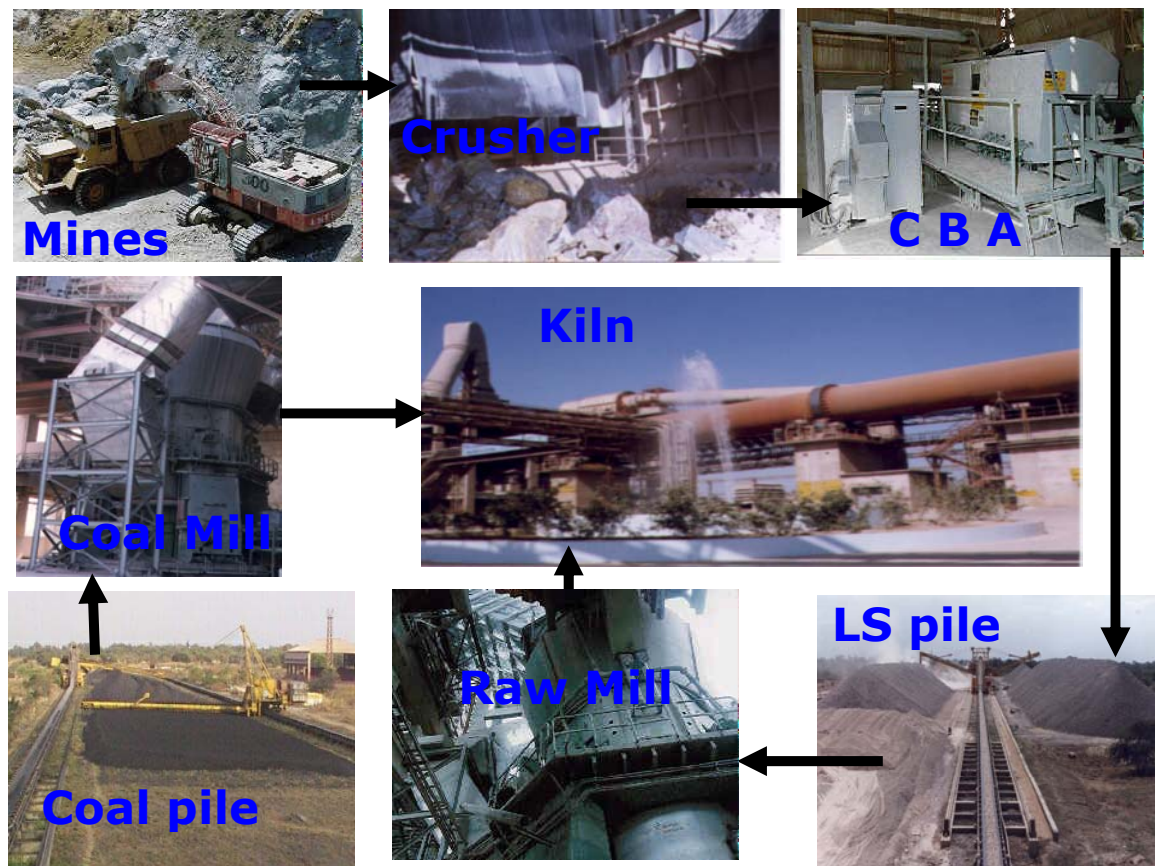 Mines
Crusher
C B A
Coal Mill
Kiln
Coal pile
Raw Mill
LS pile